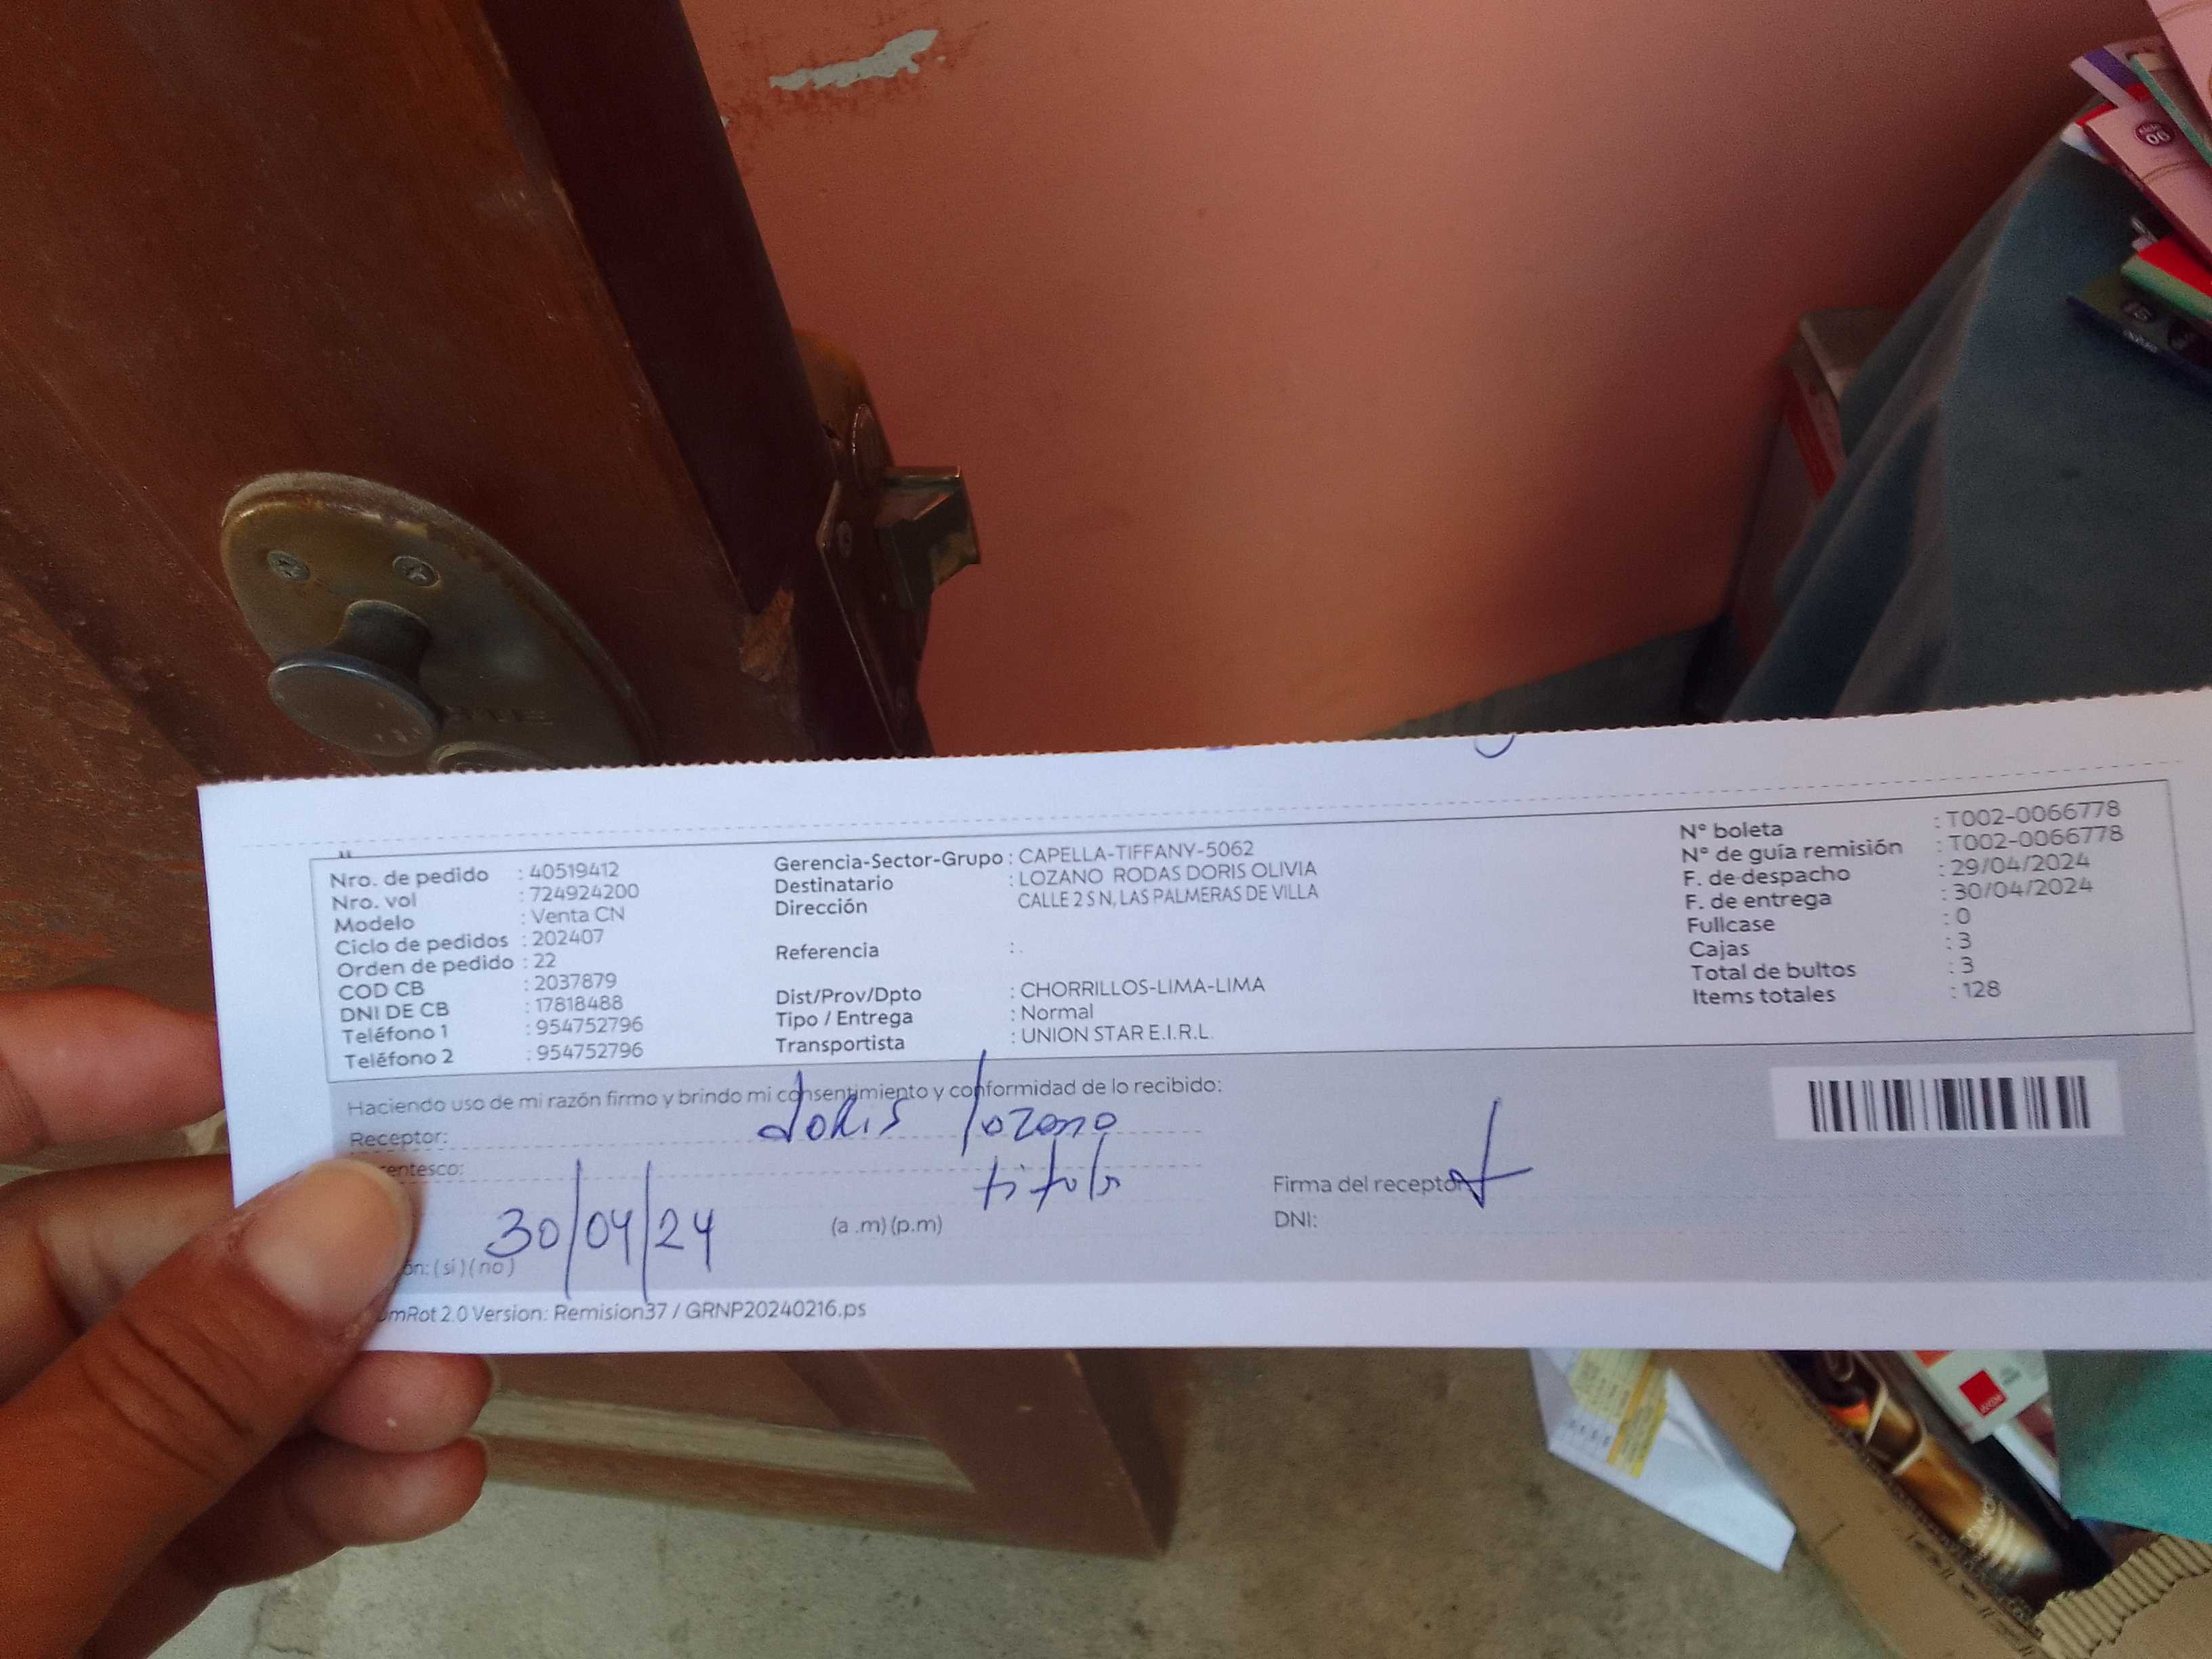 Nro. de pedido : 40519412
Nro. vol : 724924200
Modelo : Venta CN
Ciclo de pedidos : 202407
Orden de pedido : 22
COD CB : 2037879
DNI DE CB : 17818488
Teléfono 1 : 954752796
Teléfono 2 : 954752796
Gerencia-Sector-Grupo : CAPELLA-TIFFANY-5062
Destinatario : LOZANO RODAS DORIS OLIVIA
Dirección CALLE 2 S N, LAS PALMERAS DE VILLA
Referencia : .
Dist/Prov/Dpto : CHORRILLOS-LIMA-LIMA
Tipo / Entrega : Normal
Transportista : UNION STAR E.I.R.L.
N° boleta : T002-0066778
N° de guía remisión : T002-0066778
F. de despacho : 29/04/2024
F. de entrega : 30/04/2024
Fullcase : 0
Cajas : 3
Total de bultos : 3
Items totales : 128
Haciendo uso de mi razón firmo y brindo mi consentimiento y conformidad de lo recibido:
Receptor: doris lozano
entesco: titular
30/04/24 (a .m) (p.m)
Firma del receptor
DNI:
ón: ( si ) ( no )
mRot 2.0 Version: Remision37 / GRNP20240216.ps
06